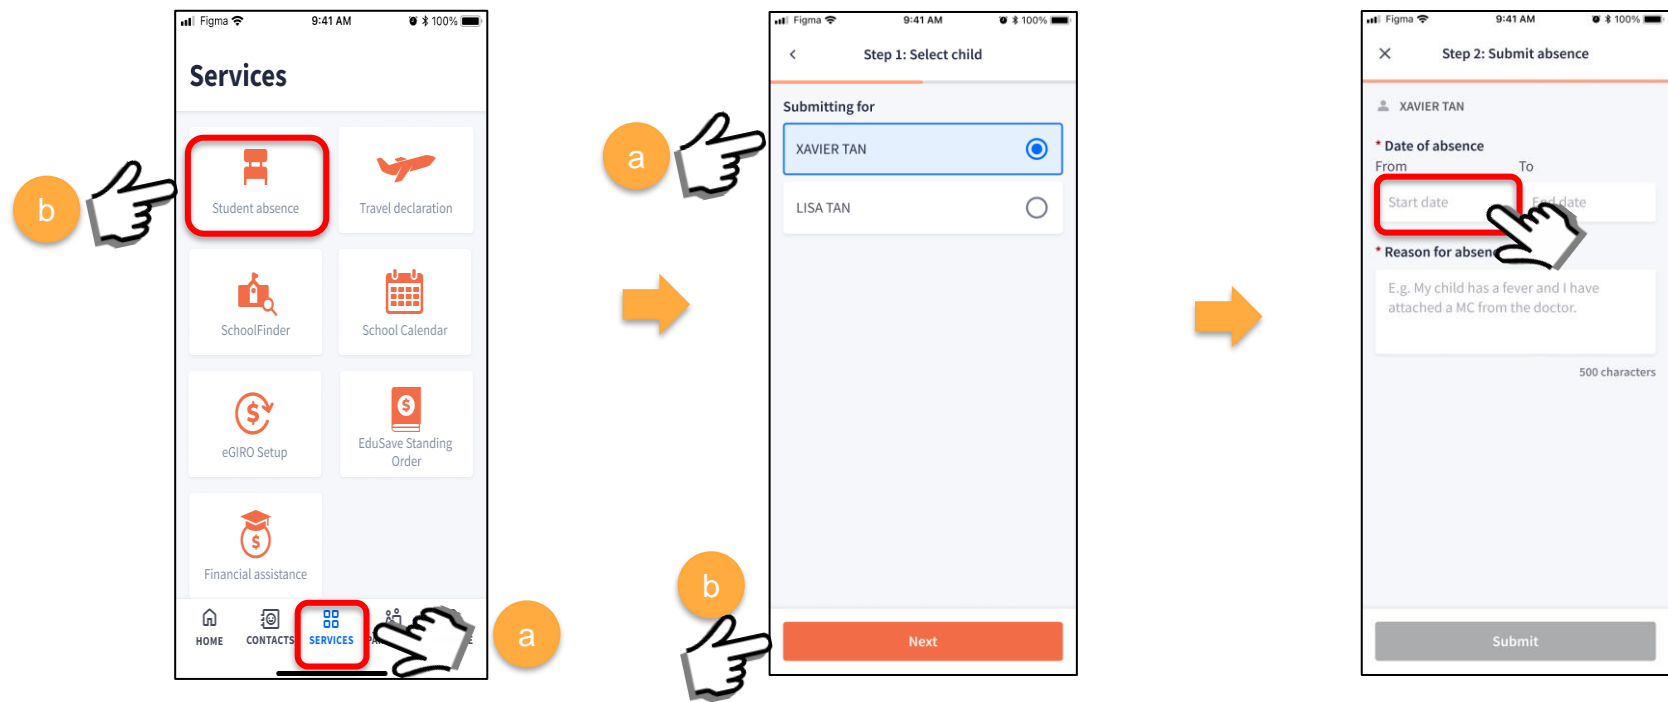 Figma
9:41 AM
100%
Services
Student absence
Travel declaration
SchoolFinder
School Calendar
eGIRO Setup
EduSave Standing
Order
Financial assistance
HOME
CONTACTS
SERVICES
b
a
Figma
9:41 AM
100%
Step 1: Select child
Submitting for
XAVIER TAN
LISA TAN
Next
a
b
Figma
9:41 AM
100%
Step 2: Submit absence
XAVIER TAN
* Date of absence
From
To
Start date
End date
* Reason for absen
E.g. My child has a fever and I have
attached a MC from the doctor.
500 characters
Submit